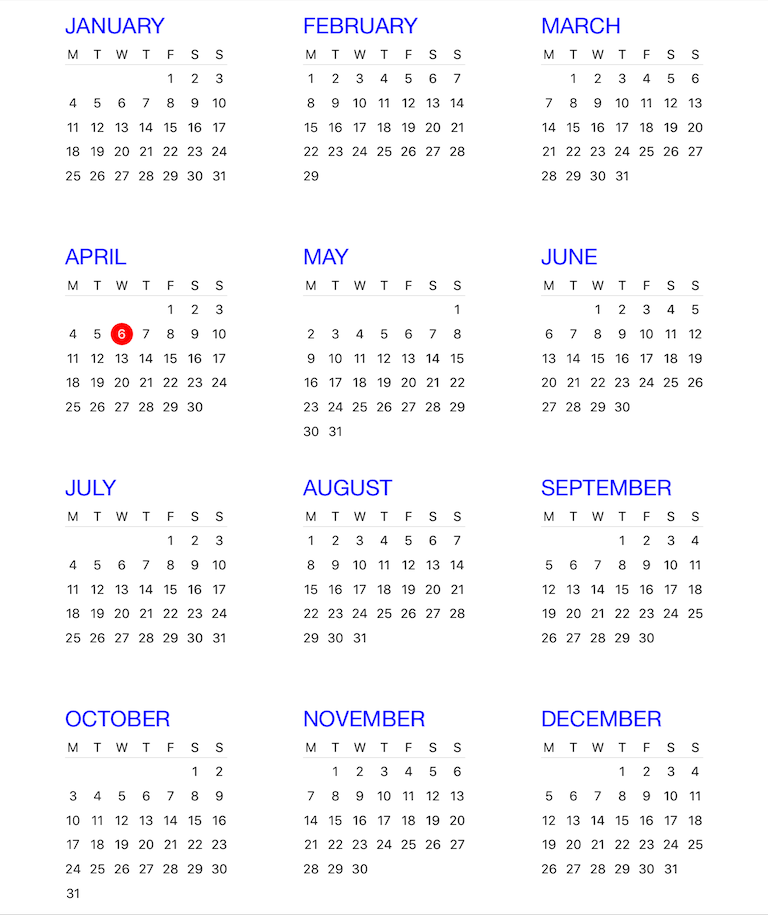 JANUARY
M T W T F S S
1 2 3
4 5 6 7 8 9 10
11 12 13 14 15 16 17
18 19 20 21 22 23 24
25 26 27 28 29 30 31
FEBRUARY
M T W T F S S
1 2 3 4 5 6 7
8 9 10 11 12 13 14
15 16 17 18 19 20 21
22 23 24 25 26 27 28
29
MARCH
M T W T F S S
1 2 3 4 5 6
7 8 9 10 11 12 13
14 15 16 17 18 19 20
21 22 23 24 25 26 27
28 29 30 31
APRIL
M T W T F S S
1 2 3
4 5 6 7 8 9 10
11 12 13 14 15 16 17
18 19 20 21 22 23 24
25 26 27 28 29 30
MAY
M T W T F S S
1
2 3 4 5 6 7 8
9 10 11 12 13 14 15
16 17 18 19 20 21 22
23 24 25 26 27 28 29
30 31
JUNE
M T W T F S S
1 2 3 4 5
6 7 8 9 10 11 12
13 14 15 16 17 18 19
20 21 22 23 24 25 26
27 28 29 30
JULY
M T W T F S S
1 2 3
4 5 6 7 8 9 10
11 12 13 14 15 16 17
18 19 20 21 22 23 24
25 26 27 28 29 30 31
AUGUST
M T W T F S S
1 2 3 4 5 6 7
8 9 10 11 12 13 14
15 16 17 18 19 20 21
22 23 24 25 26 27 28
29 30 31
SEPTEMBER
M T W T F S S
1 2 3 4
5 6 7 8 9 10 11
12 13 14 15 16 17 18
19 20 21 22 23 24 25
26 27 28 29 30
OCTOBER
M T W T F S S
1 2
3 4 5 6 7 8 9
10 11 12 13 14 15 16
17 18 19 20 21 22 23
24 25 26 27 28 29 30
31
NOVEMBER
M T W T F S S
1 2 3 4 5 6
7 8 9 10 11 12 13
14 15 16 17 18 19 20
21 22 23 24 25 26 27
28 29 30
DECEMBER
M T W T F S S
1 2 3 4
5 6 7 8 9 10 11
12 13 14 15 16 17 18
19 20 21 22 23 24 25
26 27 28 29 30 31